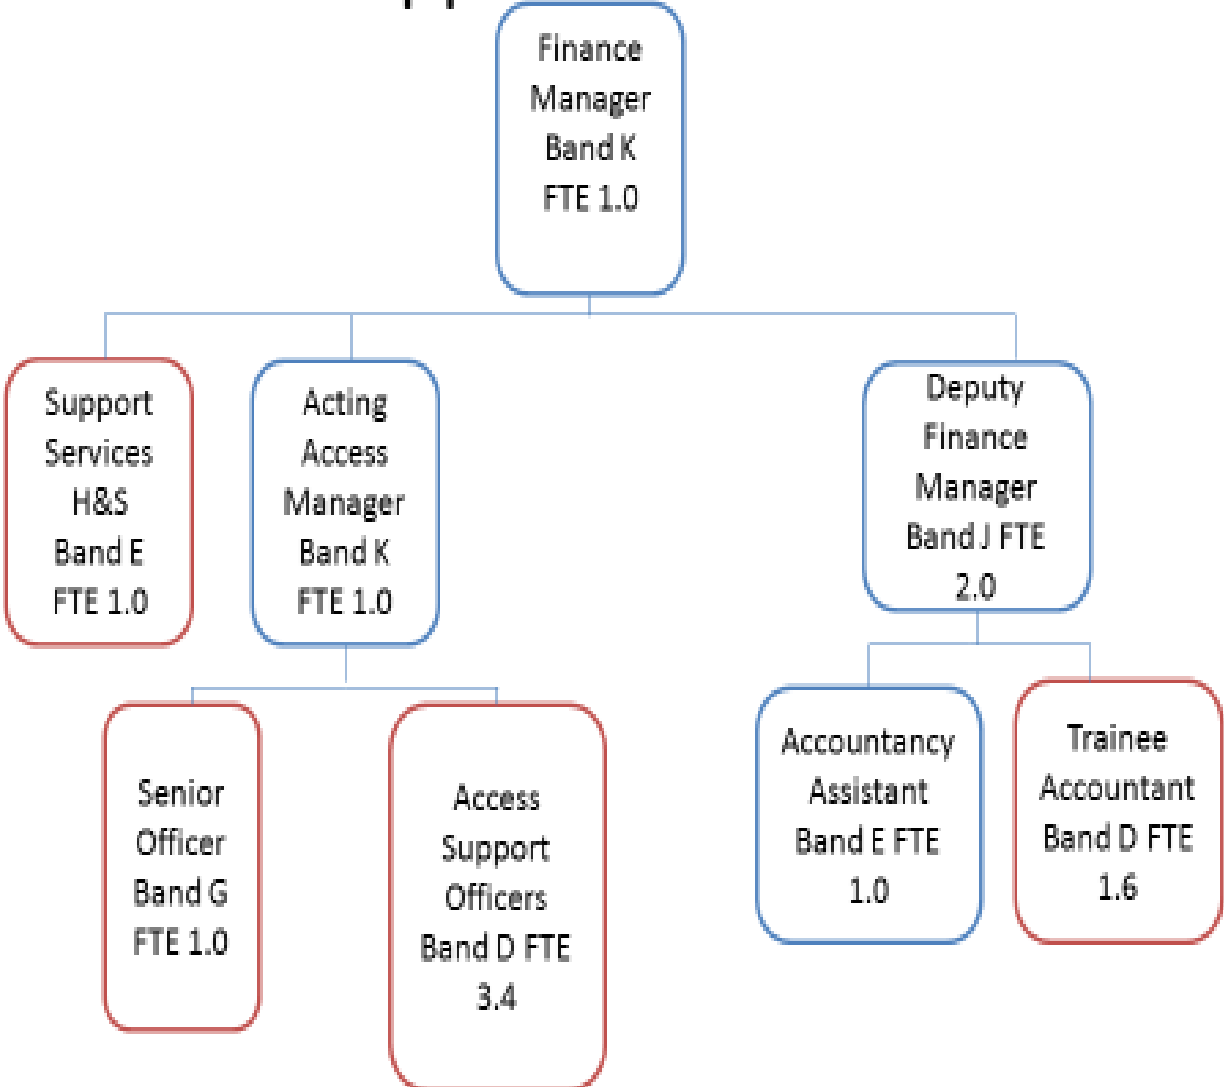 Finance
Manager
Band K
FTE 1.0
Support
Services
H&S
Band E
FTE 1.0
Acting
Access
Manager
Band K
FTE 1.0
Deputy
Finance
Manager
Band J FTE
2.0
Senior
Officer
Band G
FTE 1.0
Access
Support
Officers
Band D FTE
3.4
Accountancy
Assistant
Band E FTE
1.0
Trainee
Accountant
Band D FTE
1.6